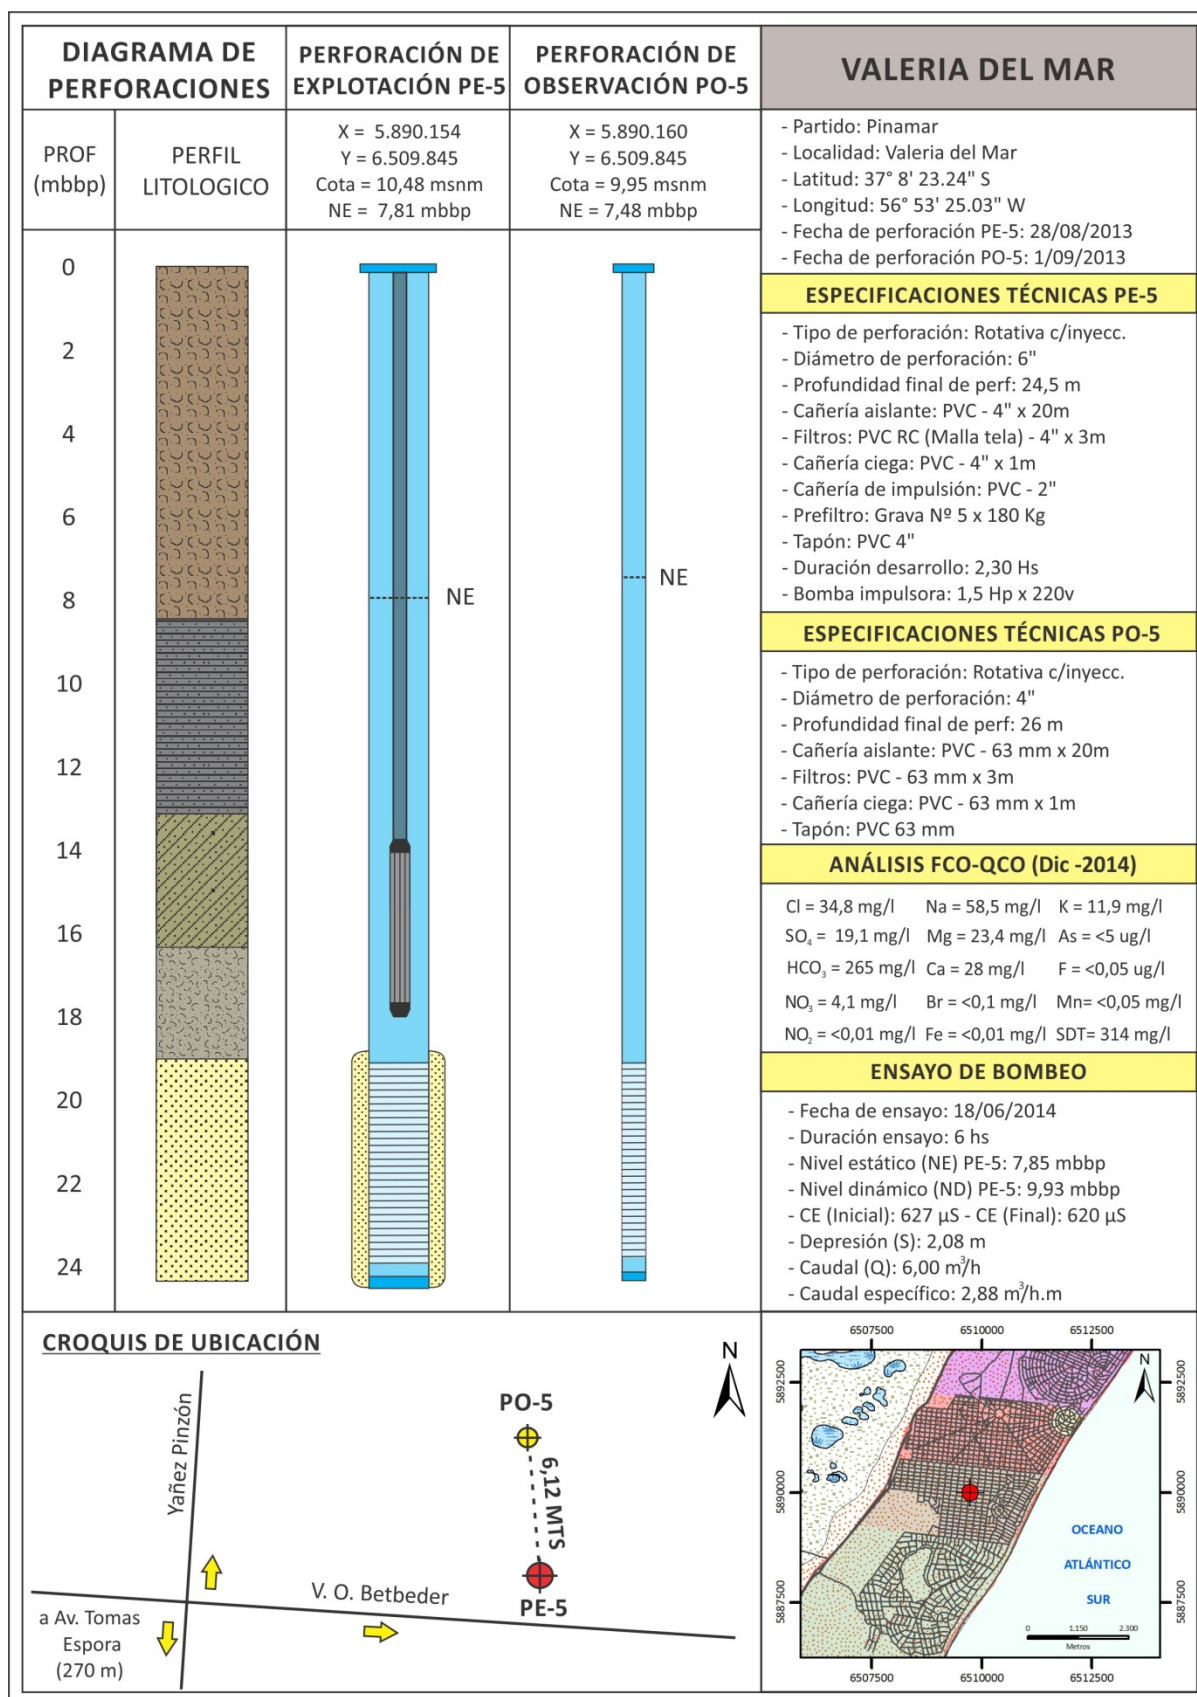 DIAGRAMA DE
PERFORACIONES
PERFORACIÓN DE
EXPLOTACIÓN PE-5
PERFORACIÓN DE
OBSERVACIÓN PO-5
VALERIA DEL MAR
PROF
(mbbp)
PERFIL
LITOLOGICO
X = 5.890.154
Y = 6.509.845
Cota = 10,48 msnm
NE = 7,81 mbbp
X = 5.890.160
Y = 6.509.845
Cota = 9,95 msnm
NE = 7,48 mbbp
- Partido: Pinamar
- Localidad: Valeria del Mar
- Latitud: 37° 8' 23.24" S
- Longitud: 56° 53' 25.03" W
- Fecha de perforación PE-5: 28/08/2013
- Fecha de perforación PO-5: 1/09/2013
0
2
4
6
8
10
12
14
16
18
20
22
24
NE
NE
ESPECIFICACIONES TÉCNICAS PE-5
- Tipo de perforación: Rotativa c/inyecc.
- Diámetro de perforación: 6"
- Profundidad final de perf: 24,5 m
- Cañería aislante: PVC - 4" x 20m
- Filtros: PVC RC (Malla tela) - 4" x 3m
- Cañería ciega: PVC - 4" x 1m
- Cañería de impulsión: PVC - 2"
- Prefiltro: Grava Nº 5 x 180 Kg
- Tapón: PVC 4"
- Duración desarrollo: 2,30 Hs
- Bomba impulsora: 1,5 Hp x 220v
ESPECIFICACIONES TÉCNICAS PO-5
- Tipo de perforación: Rotativa c/inyecc.
- Diámetro de perforación: 4"
- Profundidad final de perf: 26 m
- Cañería aislante: PVC - 63 mm x 20m
- Filtros: PVC - 63 mm x 3m
- Cañería ciega: PVC - 63 mm x 1m
- Tapón: PVC 63 mm
ANÁLISIS FCO-QCO (Dic -2014)
Cl = 34,8 mg/l Na = 58,5 mg/l K = 11,9 mg/l
SO₄ = 19,1 mg/l Mg = 23,4 mg/l As = <5 ug/l
HCO₃ = 265 mg/l Ca = 28 mg/l F = <0,05 ug/l
NO₃ = 4,1 mg/l Br = <0,1 mg/l Mn= <0,05 mg/l
NO₂ = <0,01 mg/l Fe = <0,01 mg/l SDT= 314 mg/l
ENSAYO DE BOMBEO
- Fecha de ensayo: 18/06/2014
- Duración ensayo: 6 hs
- Nivel estático (NE) PE-5: 7,85 mbbp
- Nivel dinámico (ND) PE-5: 9,93 mbbp
- CE (Inicial): 627 µS - CE (Final): 620 µS
- Depresión (S): 2,08 m
- Caudal (Q): 6,00 m³/h
- Caudal específico: 2,88 m³/h.m
CROQUIS DE UBICACIÓN
N
Yañez Pinzón
PO-5
6,12 MTS
PE-5
V. O. Betbeder
a Av. Tomas
Espora
(270 m)
6507500 6510000 6512500
5892500
5890000
5887500
5892500
5890000
5887500
N
OCEANO
ATLÁNTICO
SUR
0 1.150 2.300
Metros
6507500 6510000 6512500